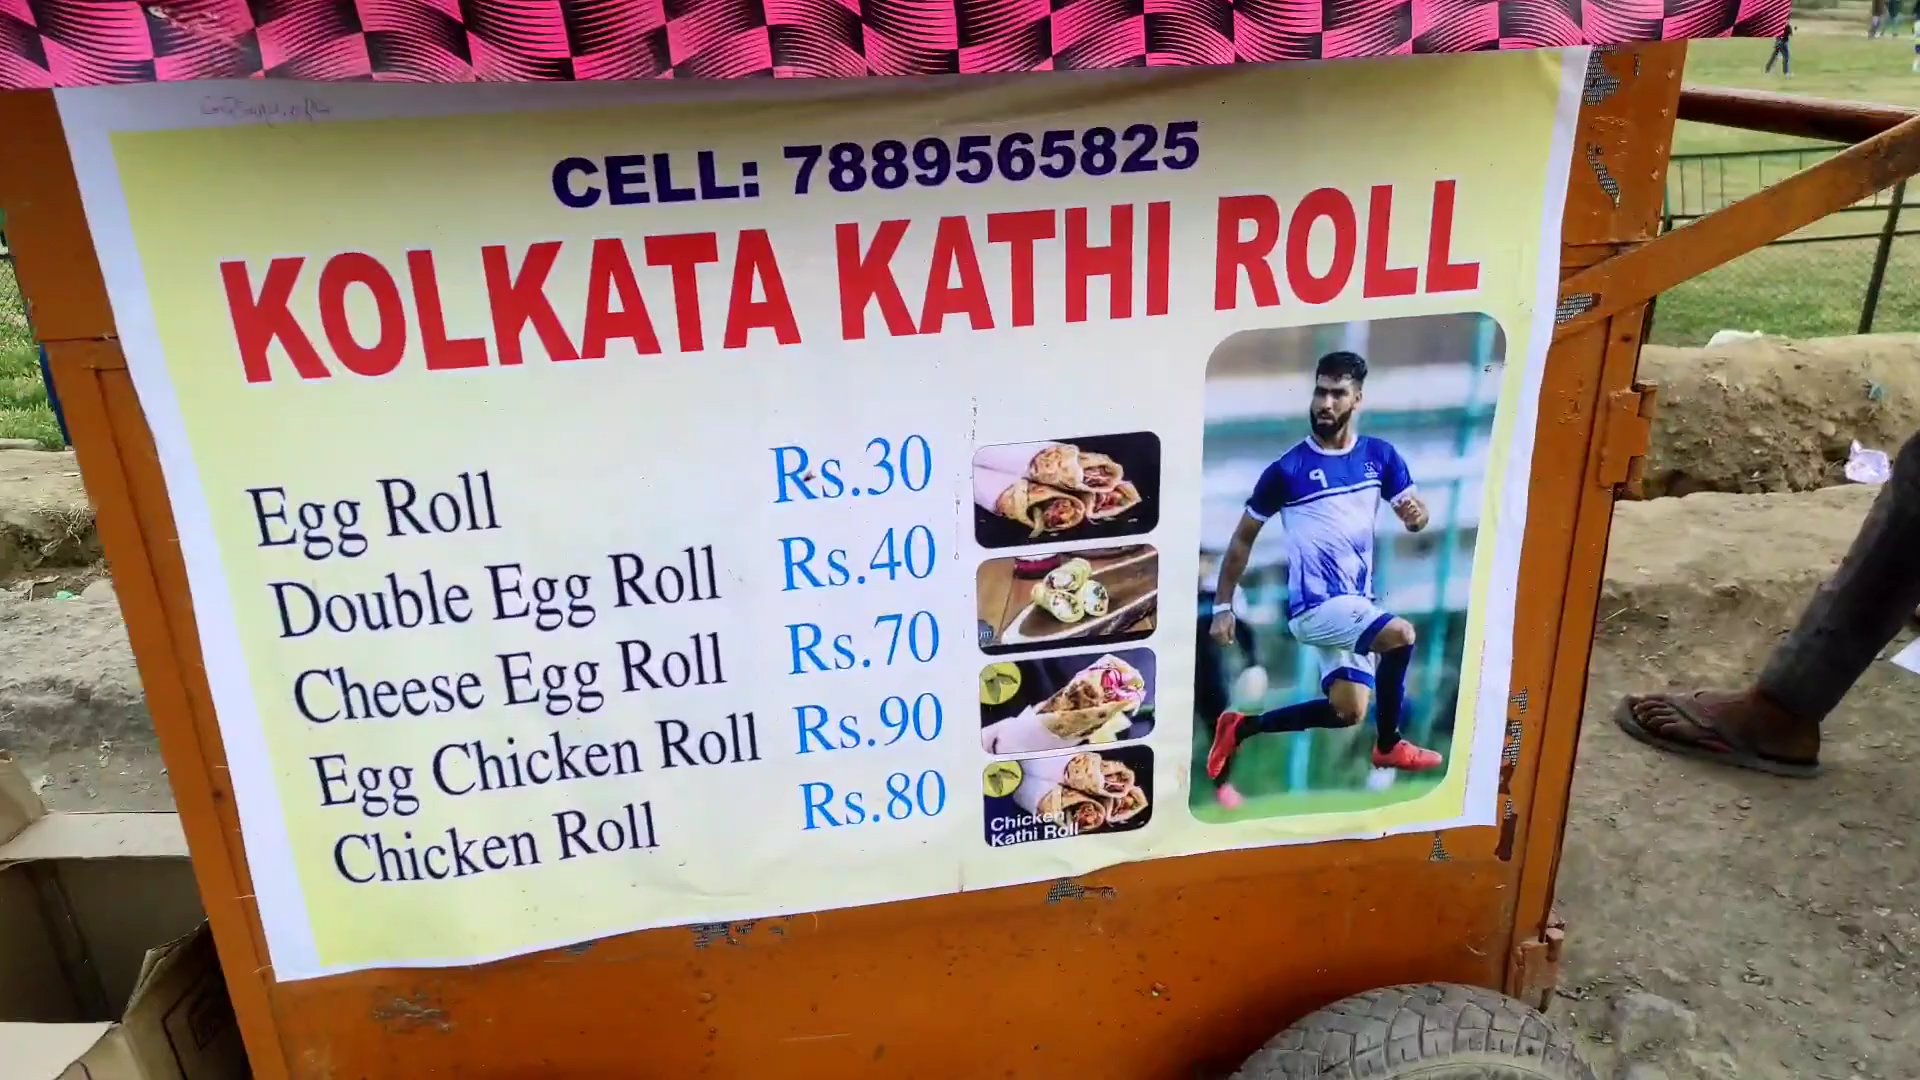 CELL: 7889565825
KOLKATA KATHI ROLL
Egg Roll Rs.30
Double Egg Roll Rs.40
Cheese Egg Roll Rs.70
Egg Chicken Roll Rs.90
Chicken Roll Rs.80
Chicken
Kathi Roll
9